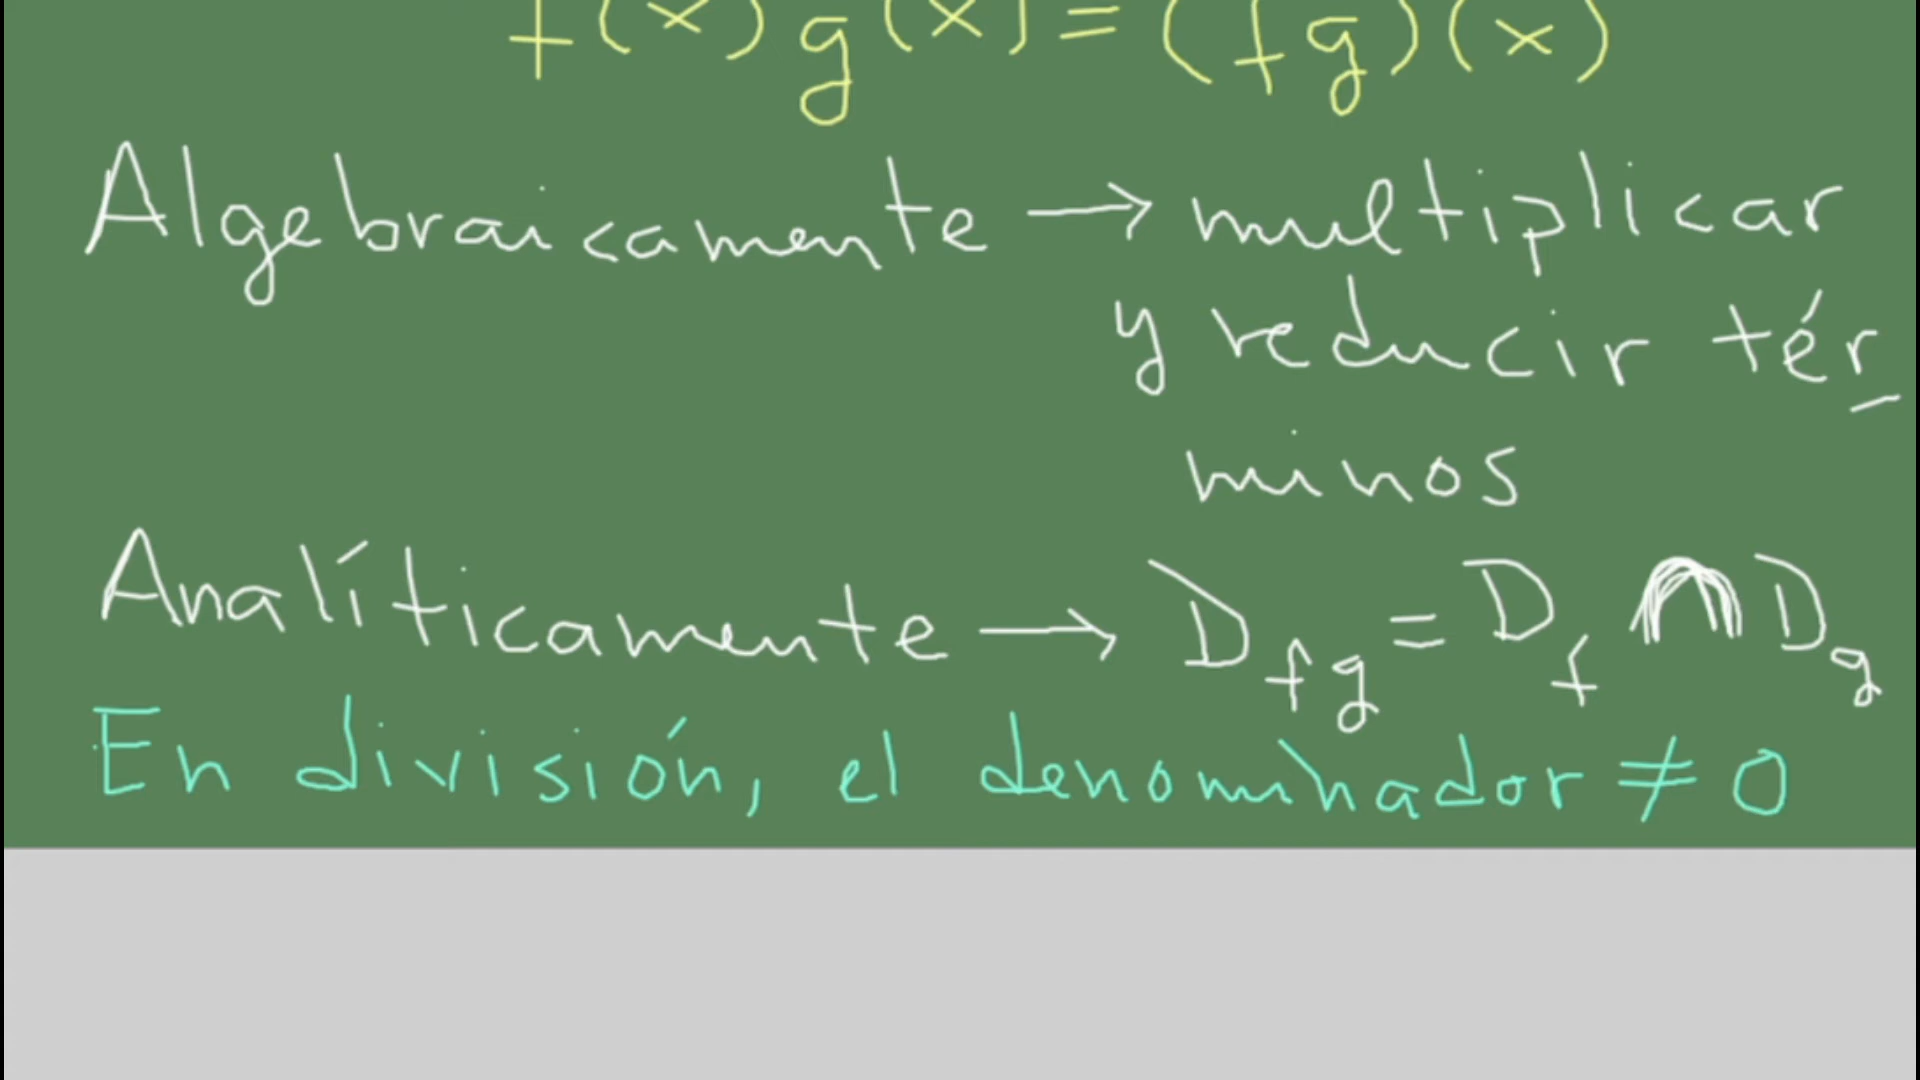 f(x)g(x)=(fg)(x)
Algebraicamente → multiplicar
y reducir tér
minos
Analíticamente → D_fg = D_f ∩ D_g
En división, el denominador ≠ 0